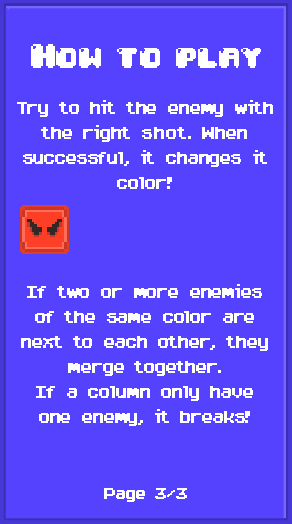 How to play
Try to hit the enemy with
the right shot. When
successful, it changes it
color!
If two or more enemies
of the same color are
next to each other, they
merge together.
If a column only have
one enemy, it breaks!
Page 3/3